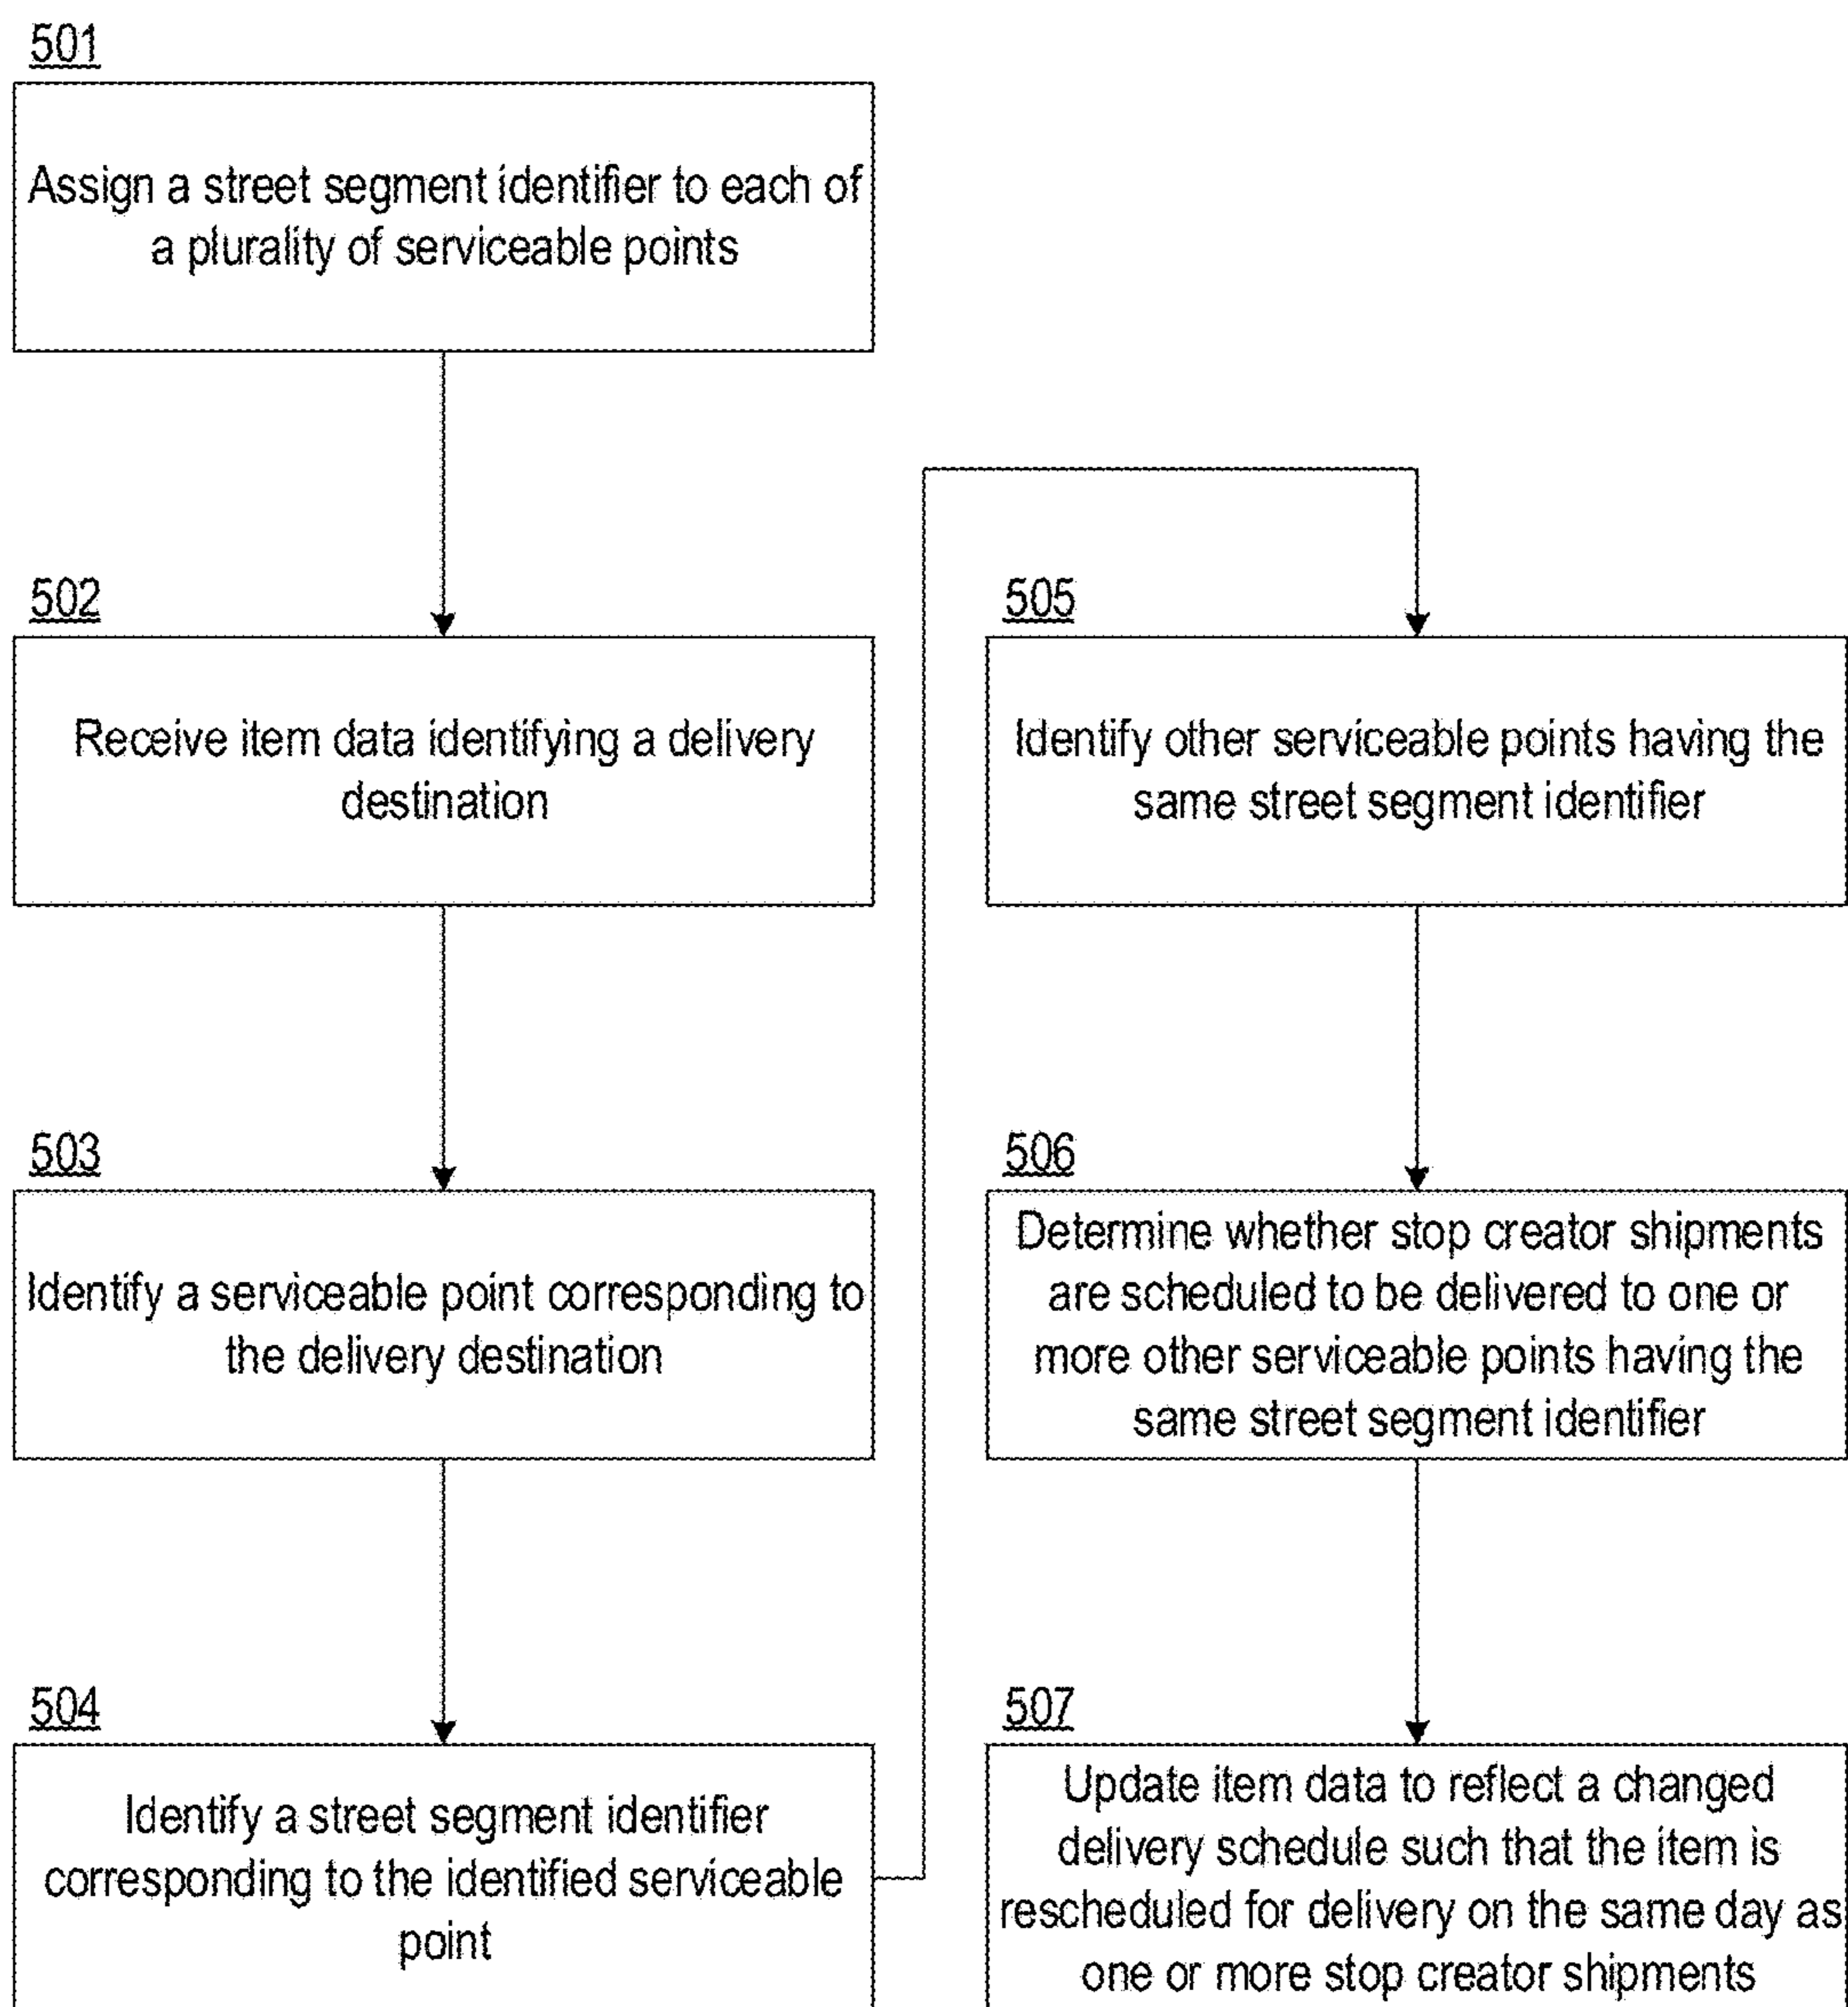 501
Assign a street segment identifier to each of
a plurality of serviceable points
502
Receive item data identifying a delivery
destination
503
Identify a serviceable point corresponding to
the delivery destination
504
Identify a street segment identifier
corresponding to the identified serviceable
point
505
Identify other serviceable points having the
same street segment identifier
506
Determine whether stop creator shipments
are scheduled to be delivered to one or
more other serviceable points having the
same street segment identifier
507
Update item data to reflect a changed
delivery schedule such that the item is
rescheduled for delivery on the same day as
one or more stop creator shipments